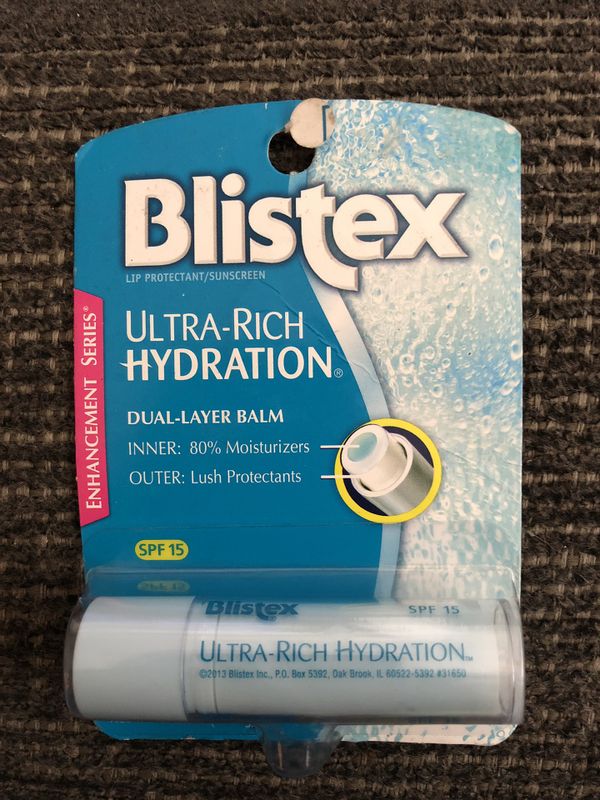 Blistex®
LIP PROTECTANT/SUNSCREEN
ENHANCEMENT SERIES®
ULTRA-RICH
HYDRATION®
DUAL-LAYER BALM
INNER: 80% Moisturizers
OUTER: Lush Protectants
SPF 15
Blistex®
SPF 15
ULTRA-RICH HYDRATION™
©2013 Blistex Inc., P.O. Box 5392, Oak Brook, IL 60522-5392 #31650